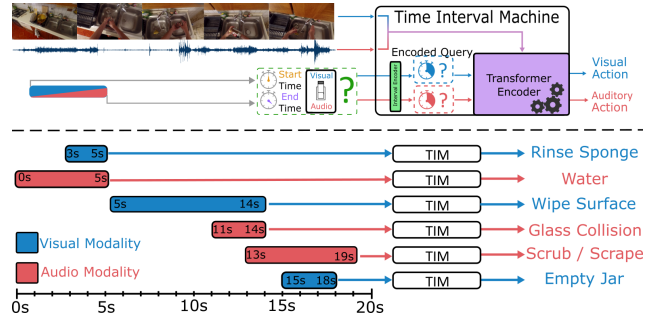 Time Interval Machine
Encoded Query
Start
Time
End
Time
Visual
Audio
?
Interval Encoder
?
?
Transformer
Encoder
Visual
Action
Auditory
Action
3s 5s
TIM
Rinse Sponge
0s 5s
TIM
Water
5s 14s
TIM
Wipe Surface
11s 14s
TIM
Glass Collision
13s 19s
TIM
Scrub / Scrape
15s 18s
TIM
Empty Jar
Visual Modality
Audio Modality
0s 5s 10s 15s 20s